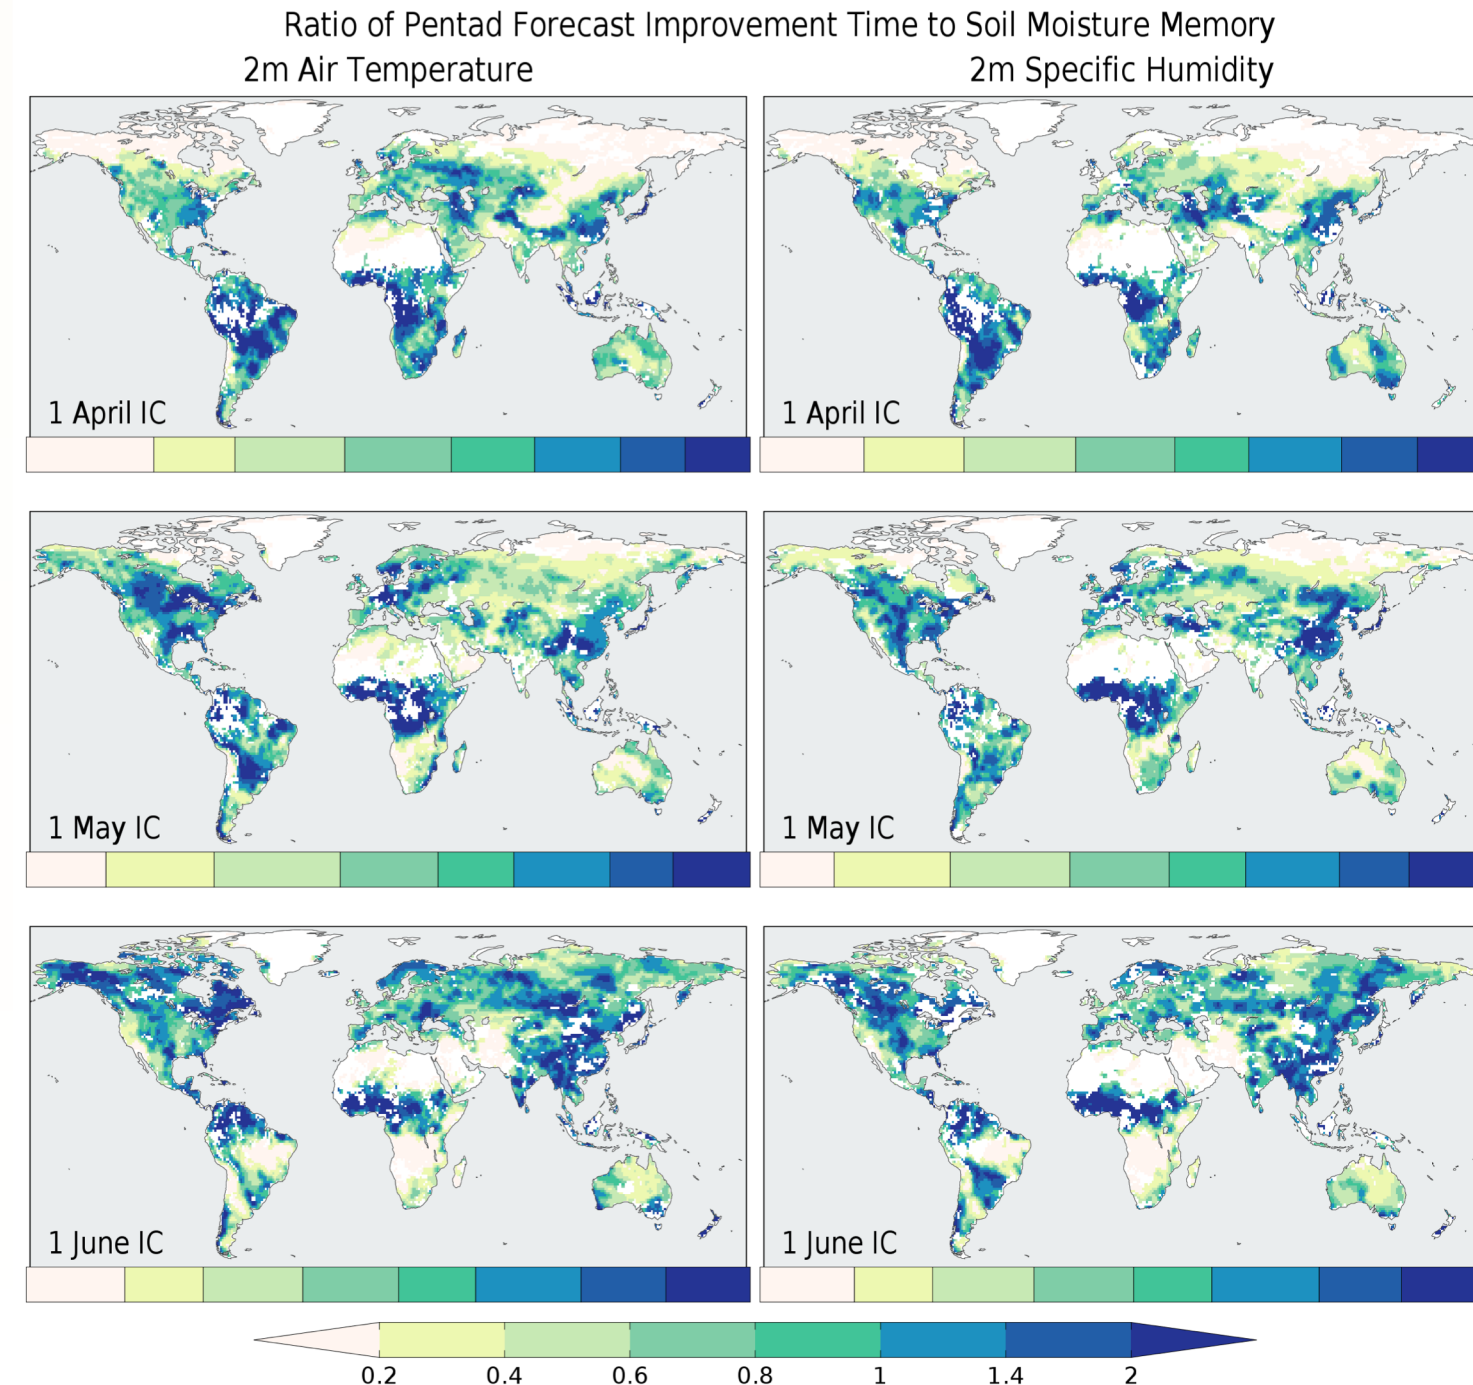 Ratio of Pentad Forecast Improvement Time to Soil Moisture Memory
2m Air Temperature
2m Specific Humidity
1 April IC
1 April IC
1 May IC
1 May IC
1 June IC
1 June IC
0.2 0.4 0.6 0.8 1 1.4 2